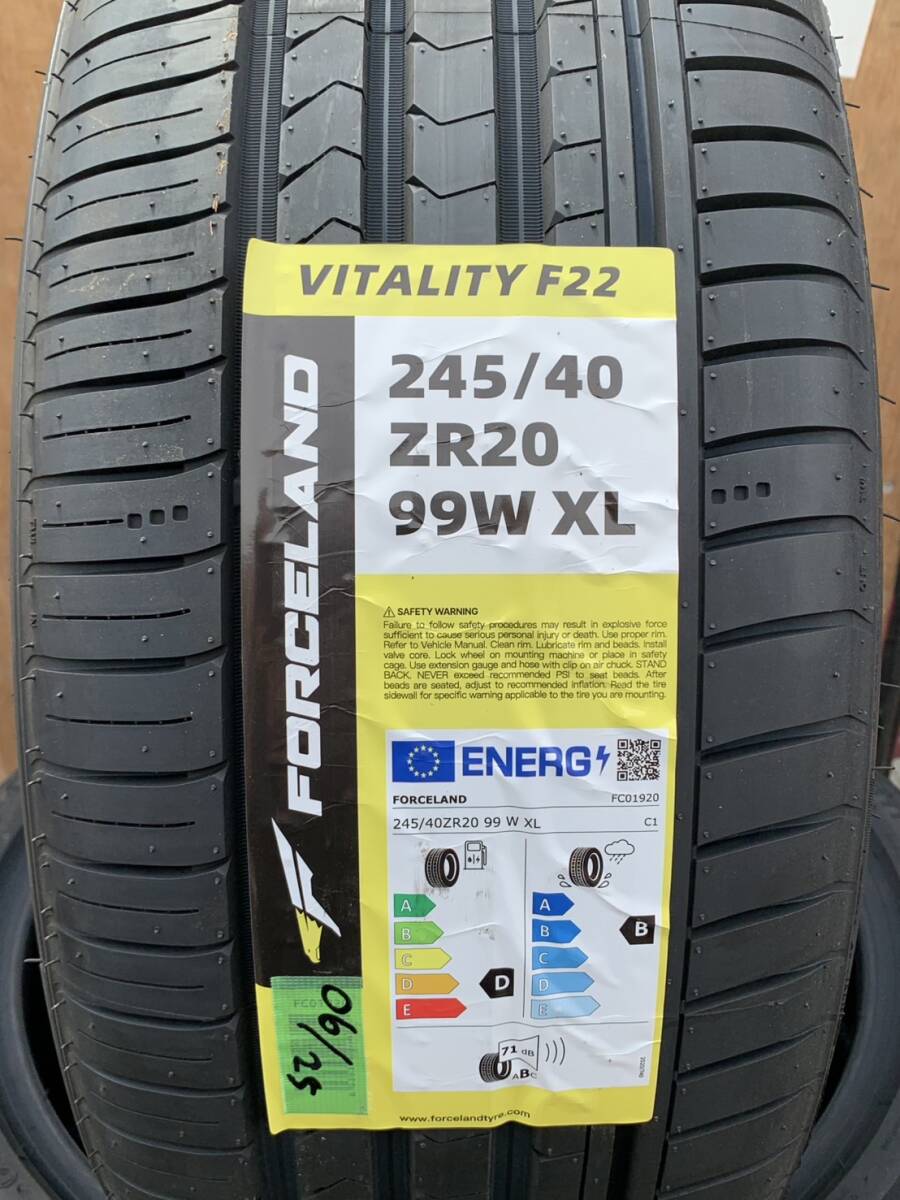 VITALITY F22
FORCELAND
245/40
ZR20
99W XL
SAFETY WARNING
Failure to follow safety procedures may result in explosive force
sufficient to cause serious personal injury or death. Use proper rim.
Refer to Vehicle Manual. Clean rim. Lubricate rim and beads. Install
valve core. Lock wheel on mounting machine or place in safety
cage. Use extension gauge and hose with clip on air chuck. STAND
BACK. NEVER exceed recommended PSI to seat beads. After
beads are seated, adjust to recommended inflation. Read the tire
sidewall for specific warning applicable to the tire you are mounting.
ENERG
FORCELAND FC01920
245/40ZR20 99 W XL C1
A A
B B B
C C
D D D
E E
71 dB
ABC
2020/740
06/25
www.forcelandtyre.com